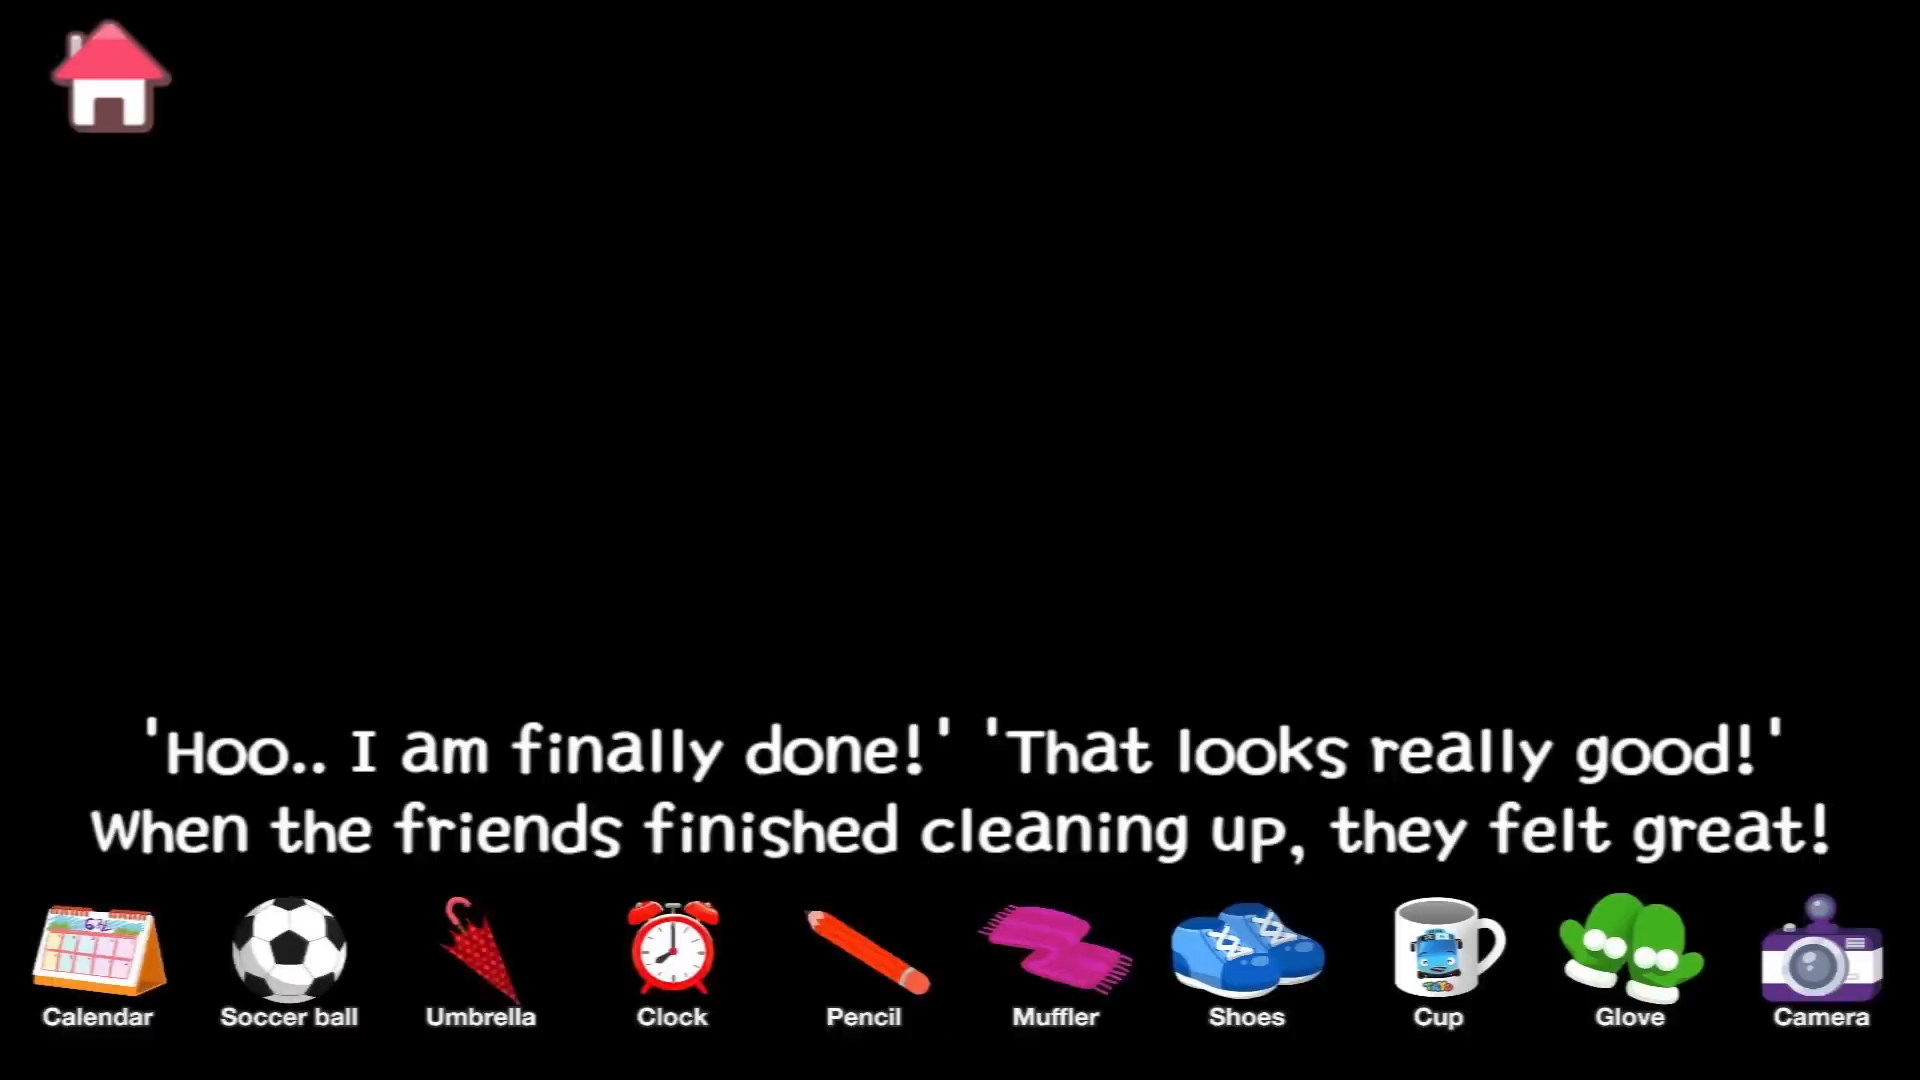 'Hoo.. I am finally done!' 'That looks really good!'
When the friends finished cleaning up, they felt great!
Calendar Soccer ball Umbrella Clock Pencil Muffler Shoes Cup Glove Camera